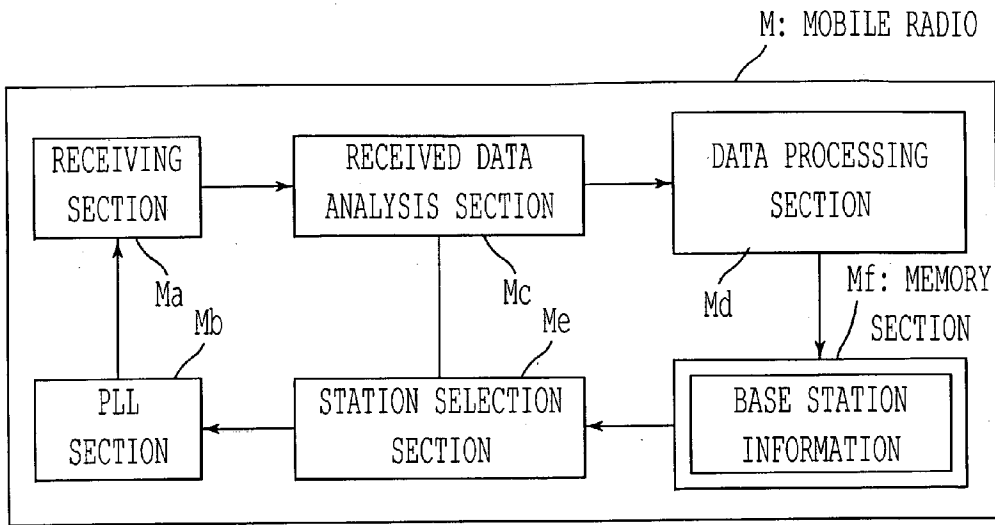 M: MOBILE RADIO
RECEIVING
SECTION
RECEIVED DATA
ANALYSIS SECTION
DATA PROCESSING
SECTION
Ma
Mc
Md
Mf: MEMORY
SECTION
Mb
Me
PLL
SECTION
STATION SELECTION
SECTION
BASE STATION
INFORMATION